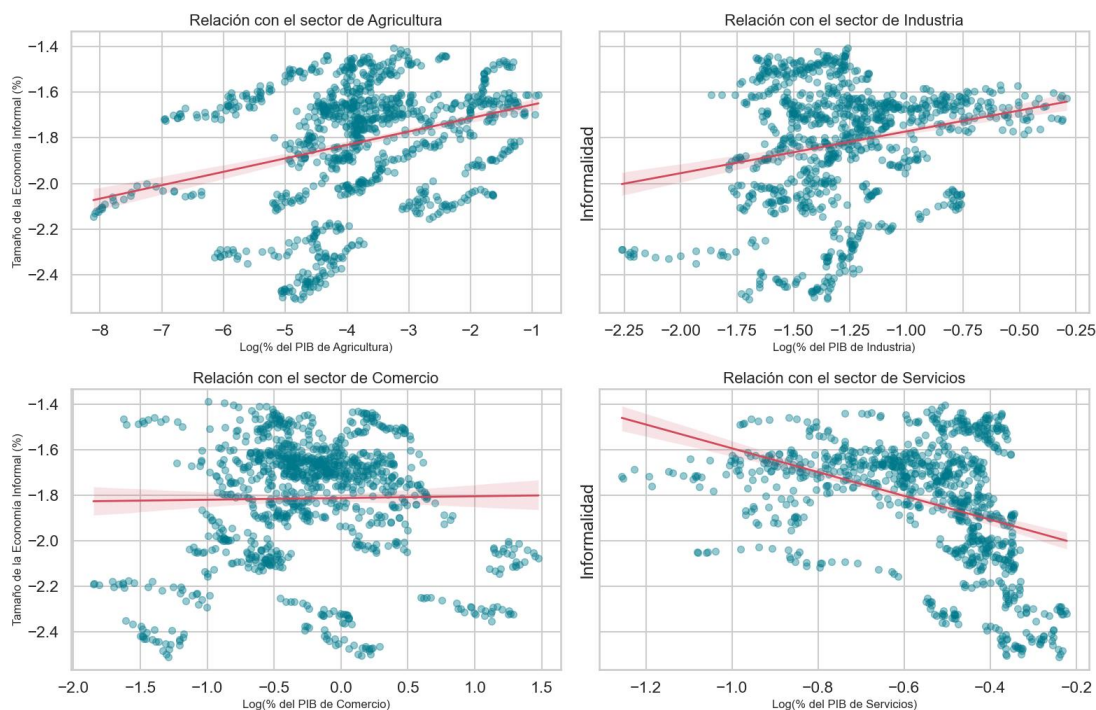 Relación con el sector de Agricultura
Tamaño de la Economía Informal (%)
−1.4
−1.6
−1.8
−2.0
−2.2
−2.4
−8 −7 −6 −5 −4 −3 −2 −1
Log(% del PIB de Agricultura)
Relación con el sector de Industria
Informalidad
−2.25 −2.00 −1.75 −1.50 −1.25 −1.00 −0.75 −0.50 −0.25
Log(% del PIB de Industria)
Relación con el sector de Comercio
Tamaño de la Economía Informal (%)
−1.4
−1.6
−1.8
−2.0
−2.2
−2.4
−2.0 −1.5 −1.0 −0.5 0.0 0.5 1.0 1.5
Log(% del PIB de Comercio)
Relación con el sector de Servicios
Informalidad
−1.2 −1.0 −0.8 −0.6 −0.4 −0.2
Log(% del PIB de Servicios)